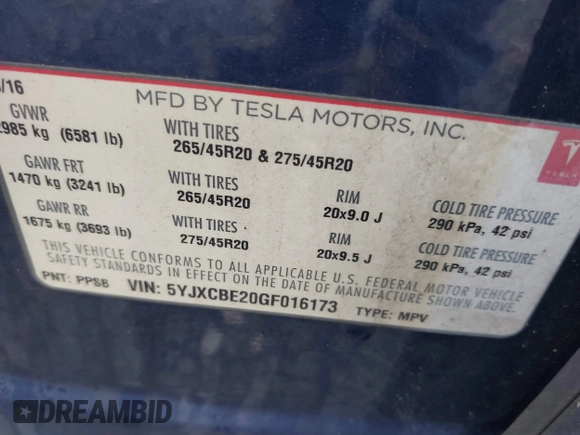 /16
MFD BY TESLA MOTORS, INC.
GVWR
2985 kg (6581 lb)
WITH TIRES
265/45R20 & 275/45R20
TESLA
GAWR FRT
1470 kg (3241 lb)
WITH TIRES
265/45R20
RIM
20x9.0 J
COLD TIRE PRESSURE
290 kPa, 42 psi
GAWR RR
1675 kg (3693 lb)
WITH TIRES
275/45R20
RIM
20x9.5 J
COLD TIRE PRESSURE
290 kPa, 42 psi
THIS VEHICLE CONFORMS TO ALL APPLICABLE U.S. FEDERAL MOTOR VEHICLE
SAFETY STANDARDS IN EFFECT ON THE DATE OF MANUFACTURE SHOWN ABOVE.
PNT: PPSB VIN: 5YJXCBE20GF016173 TYPE: MPV
DREAMBID